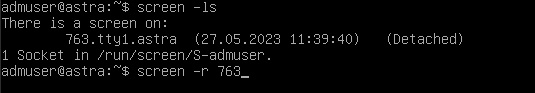 admuser@astra:~$ screen -ls
There is a screen on:
        763.tty1.astra  (27.05.2023 11:39:40)   (Detached)
1 Socket in /run/screen/S-admuser.
admuser@astra:~$ screen -r 763_